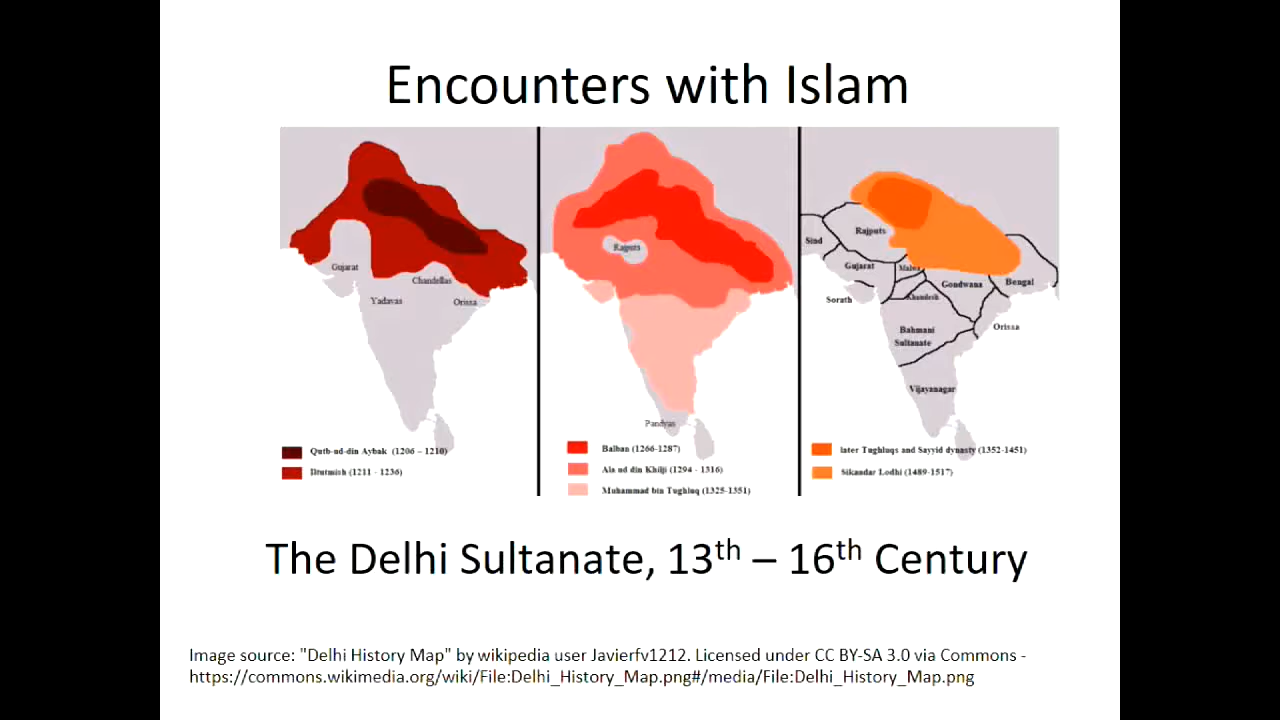 Encounters with Islam
Gujarat
Chandellas
Yadavas
Orissa
Qutb-ud-din Aybak (1206 – 1210)
Iltutmish (1211 - 1236)
Rajputs
Pandyas
Balban (1266-1287)
Ala ud din Khilji (1294 - 1316)
Muhammad bin Tughluq (1325-1351)
Sind
Rajputs
Gujarat
Malwa
Gondwana
Bengal
Sorath
Khandesh
Orissa
Bahmani
Sultanate
Vijayanagar
later Tughluqs and Sayyid dynasty (1352-1451)
Sikandar Lodhi (1489-1517)
The Delhi Sultanate, 13th – 16th Century
Image source: "Delhi History Map" by wikipedia user Javierfv1212. Licensed under CC BY-SA 3.0 via Commons -
https://commons.wikimedia.org/wiki/File:Delhi_History_Map.png#/media/File:Delhi_History_Map.png